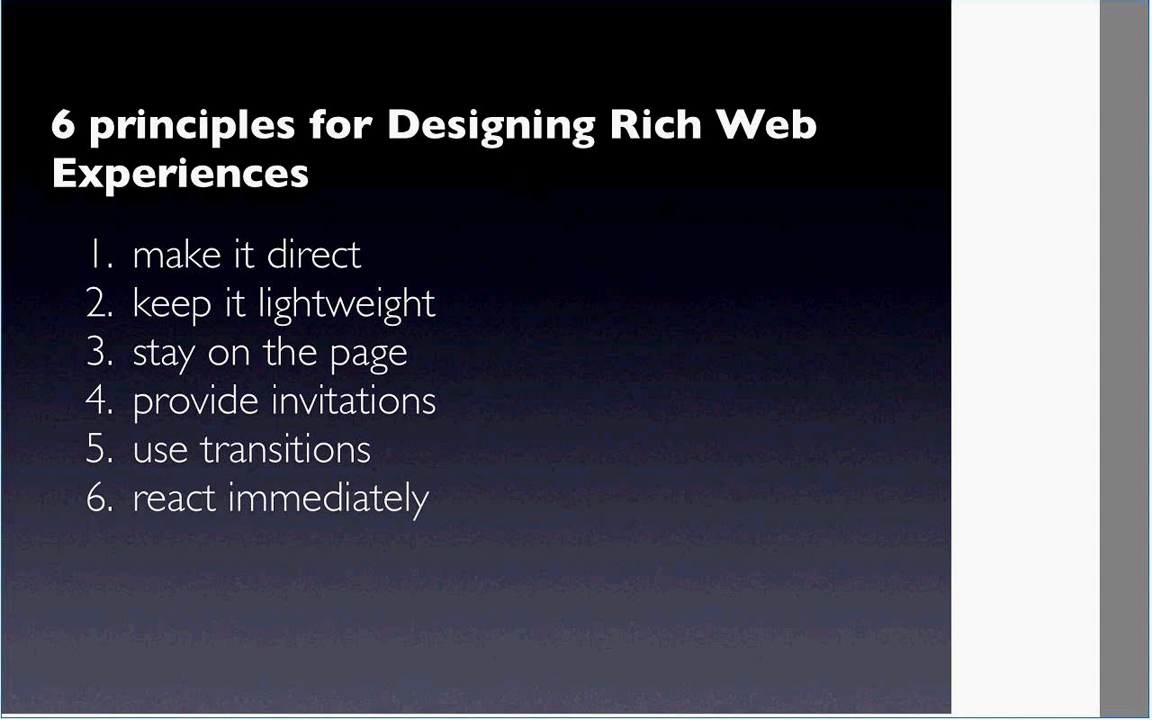 6 principles for Designing Rich Web
Experiences
1. make it direct
2. keep it lightweight
3. stay on the page
4. provide invitations
5. use transitions
6. react immediately